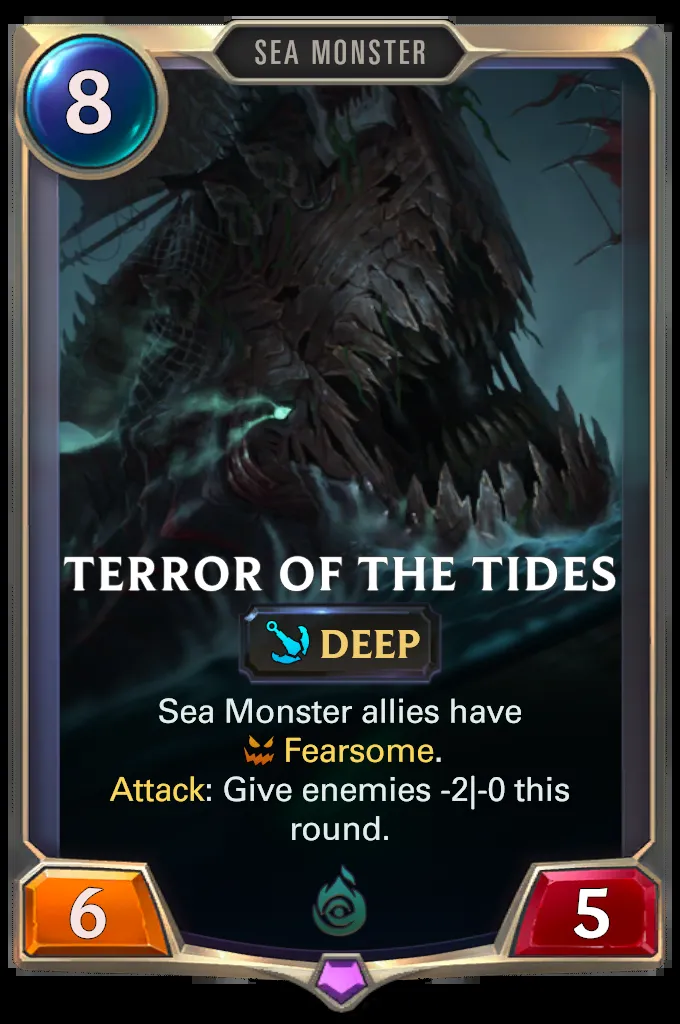 SEA MONSTER
8
TERROR OF THE TIDES
DEEP
Sea Monster allies have
Fearsome.
Attack: Give enemies -2|-0 this
round.
6
5